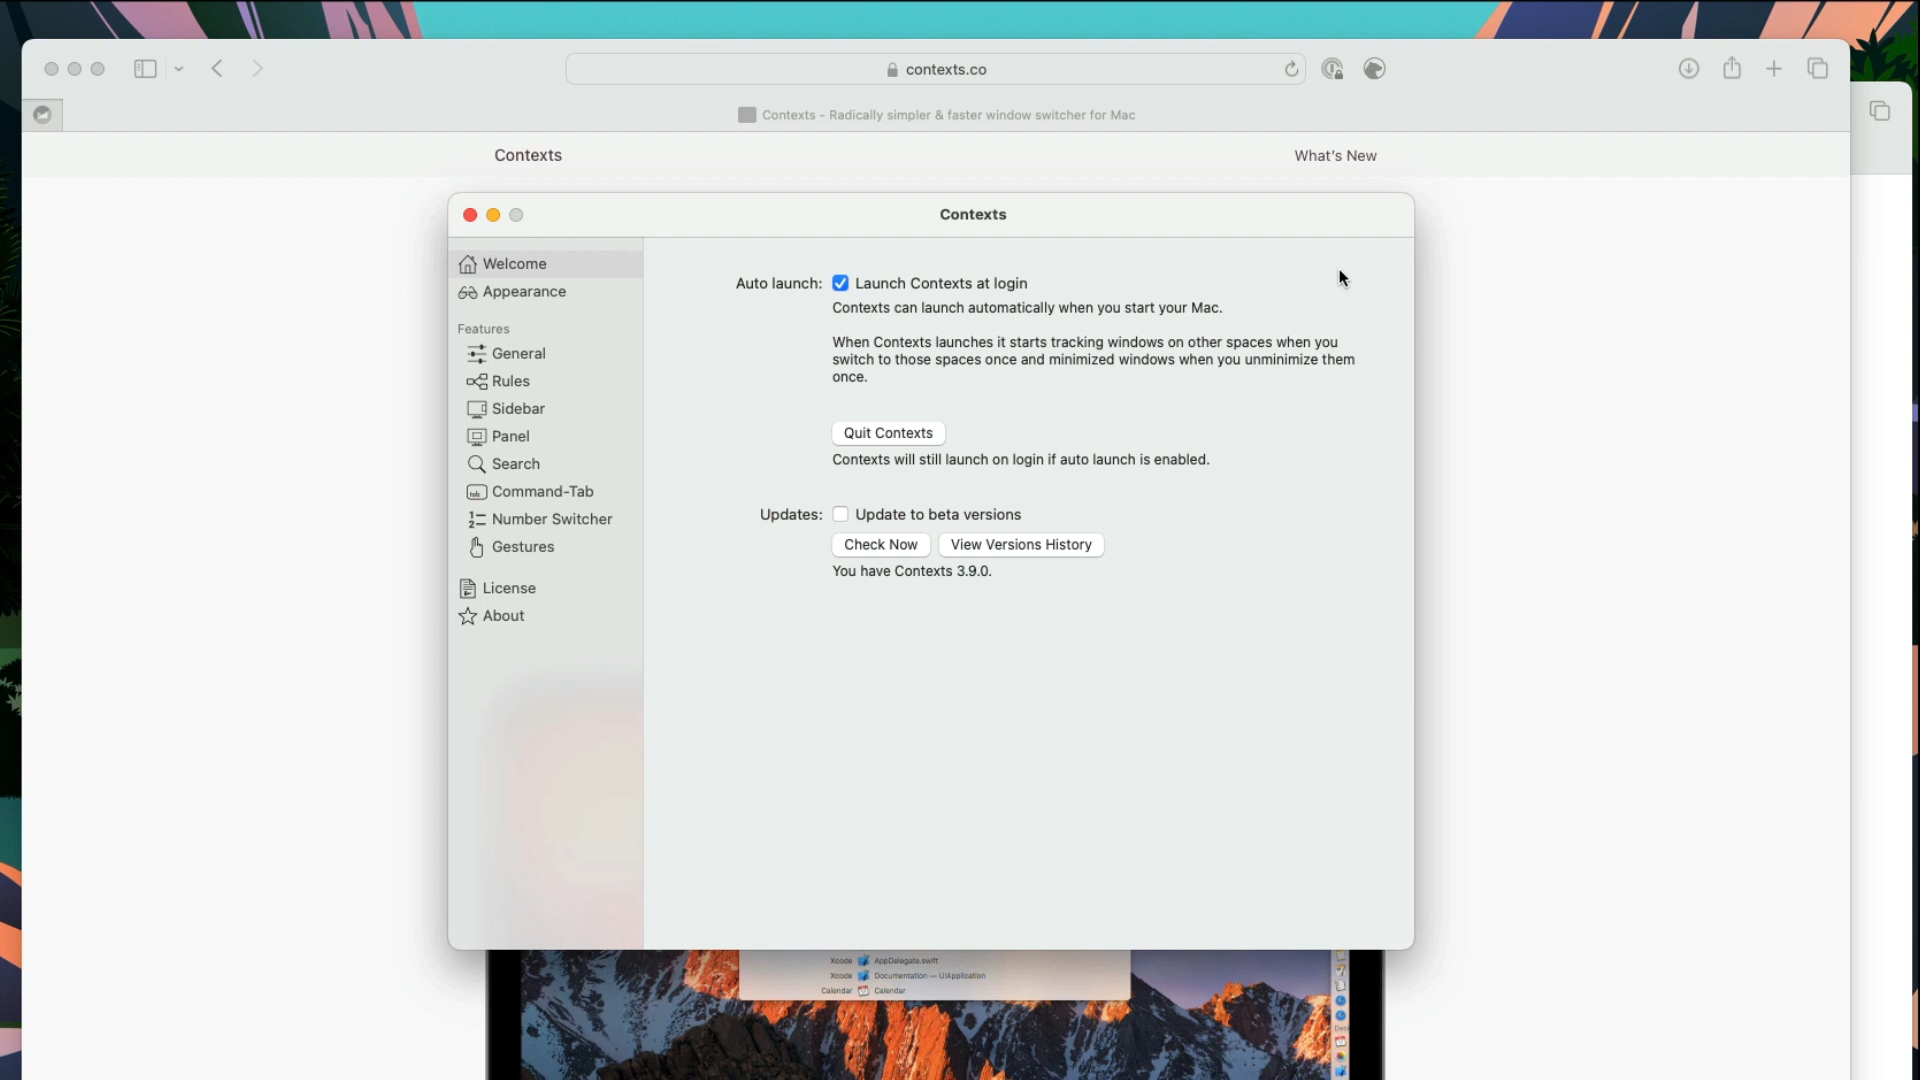 contexts.co
Contexts - Radically simpler & faster window switcher for Mac
Contexts
What's New
Contexts
Welcome
Appearance
Features
General
Rules
Sidebar
Panel
Search
Command-Tab
Number Switcher
Gestures
License
About
Auto launch: Launch Contexts at login
Contexts can launch automatically when you start your Mac.
When Contexts launches it starts tracking windows on other spaces when you
switch to those spaces once and minimized windows when you unminimize them
once.
Quit Contexts
Contexts will still launch on login if auto launch is enabled.
Updates: Update to beta versions
Check Now View Versions History
You have Contexts 3.9.0.
Xcode AppDelegate.swift
Xcode Documentation — UIApplication
Calendar Calendar